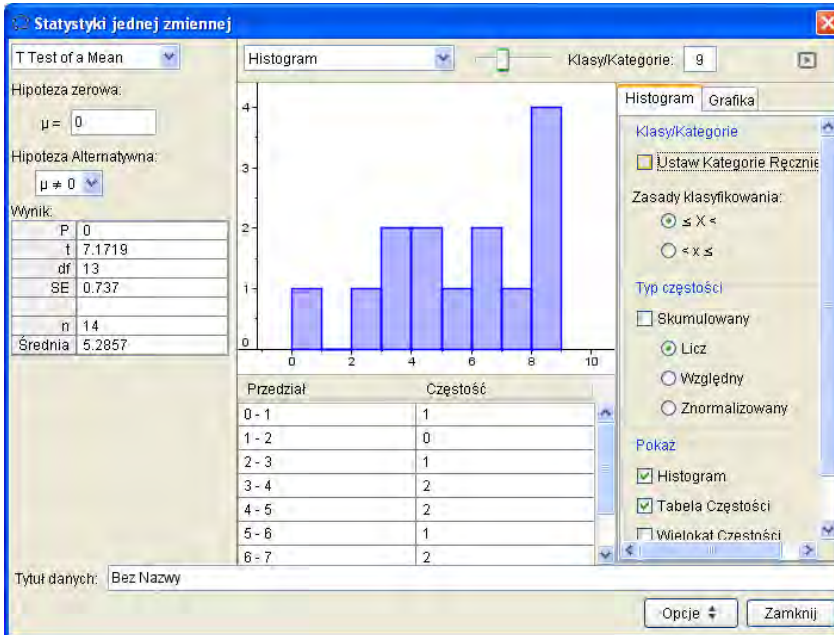 Statystyki jednej zmiennej
T Test of a Mean
Histogram
Klasy/Kategorie: 9
Hipoteza zerowa:
μ = 0
Hipoteza Alternatywna:
μ ≠ 0
Wynik:
P 0
t 7.1719
df 13
SE 0.737
n 14
Średnia 5.2857
4
3
2
1
0
0 2 4 6 8 10
Przedział Częstość
0 - 1 1
1 - 2 0
2 - 3 1
3 - 4 2
4 - 5 2
5 - 6 1
6 - 7 2
Histogram Grafika
Klasy/Kategorie
Ustaw Kategorie Ręcznie
Zasady klasyfikowania:
≤ X <
< x ≤
Typ częstości
Skumulowany
Licz
Względny
Znormalizowany
Pokaż
Histogram
Tabela Częstości
Wielokąt Częstości
Tytuł danych: Bez Nazwy
Opcje Zamknij